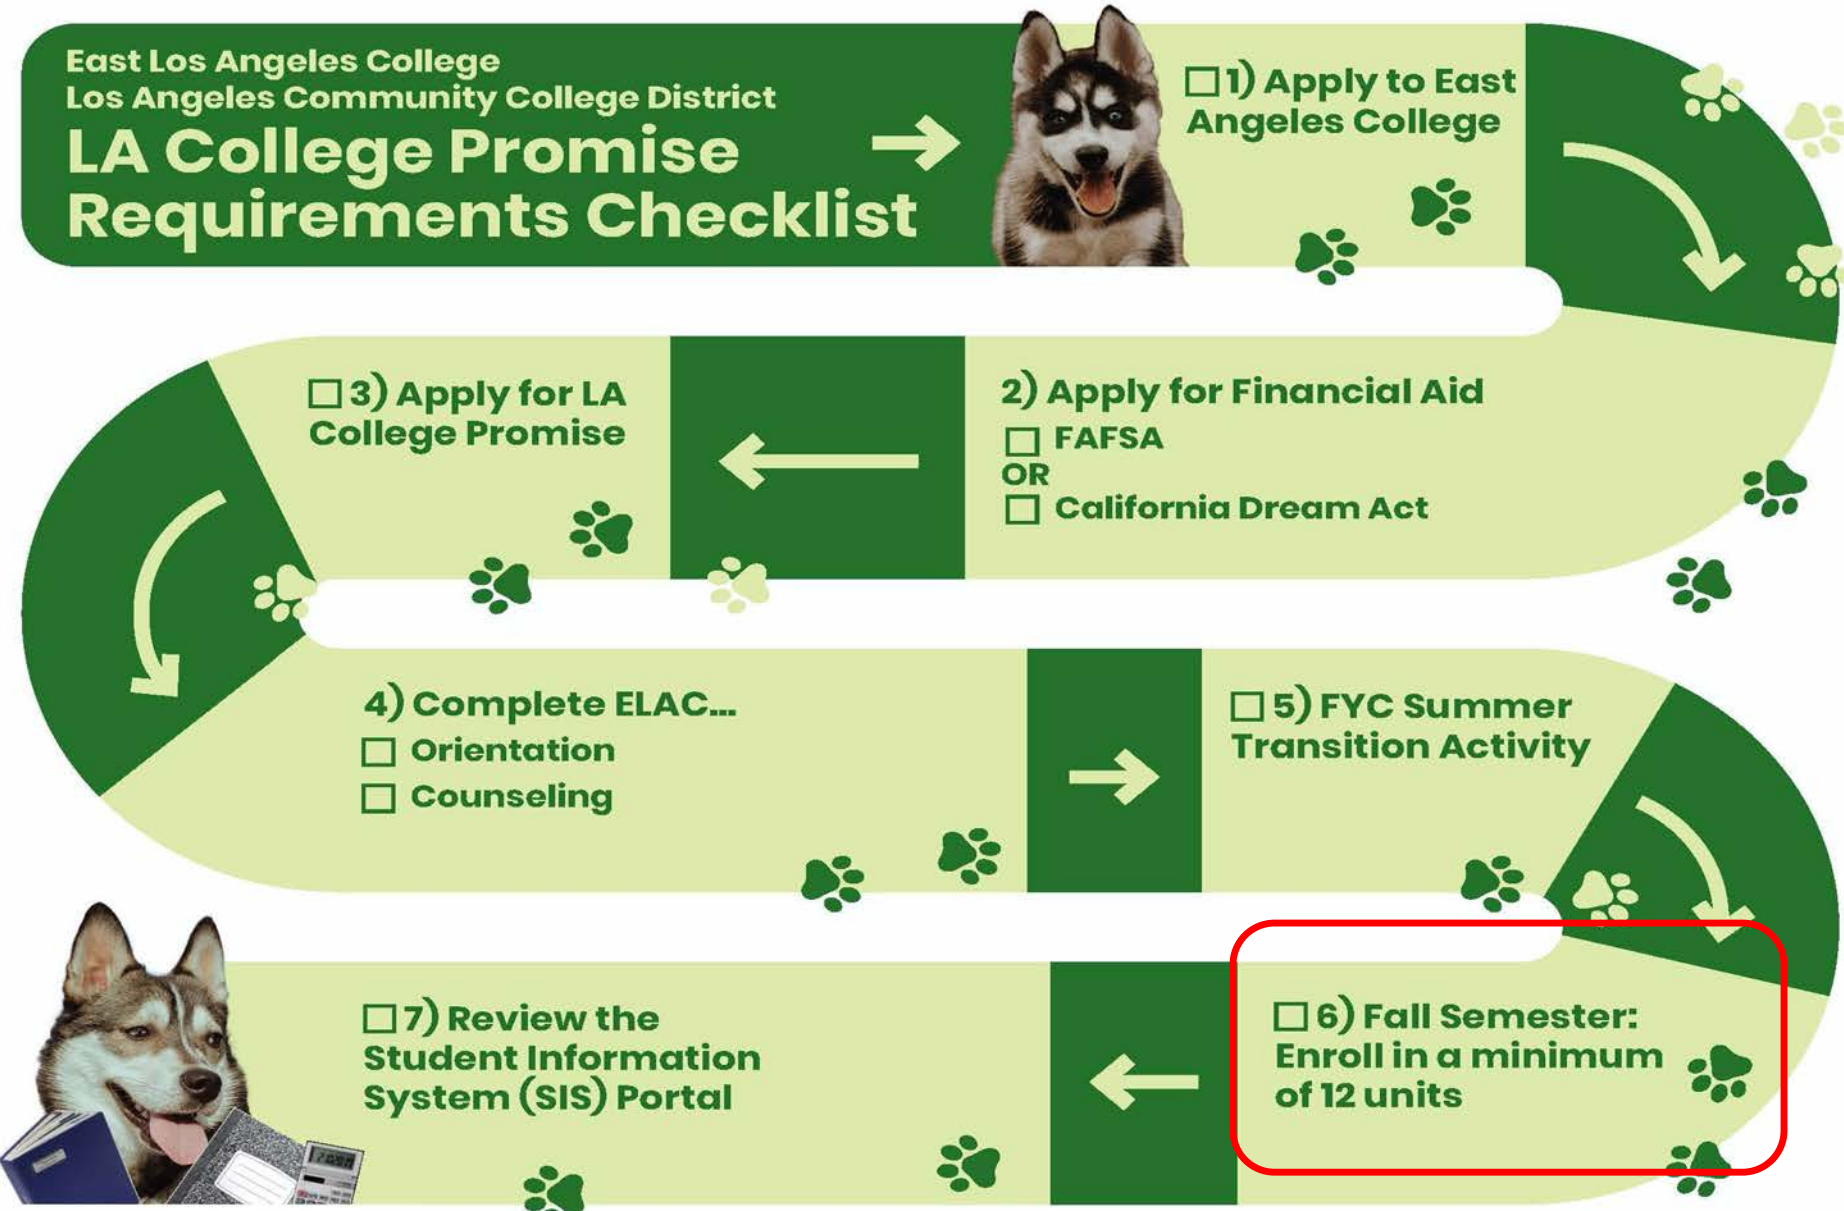 East Los Angeles College
Los Angeles Community College District
LA College Promise
Requirements Checklist
1) Apply to East
Angeles College
2) Apply for Financial Aid
FAFSA
OR
California Dream Act
3) Apply for LA
College Promise
4) Complete ELAC...
Orientation
Counseling
5) FYC Summer
Transition Activity
6) Fall Semester:
Enroll in a minimum
of 12 units
7) Review the
Student Information
System (SIS) Portal